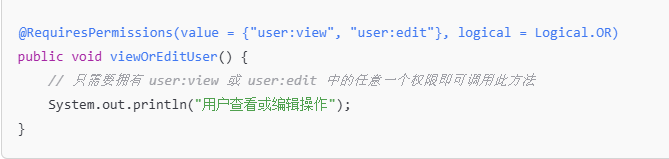 @RequiresPermissions(value = {"user:view", "user:edit"}, logical = Logical.OR)
public void viewOrEditUser() {
    // 只需要拥有 user:view 或 user:edit 中的任意一个权限即可调用此方法
    System.out.println("用户查看或编辑操作");
}